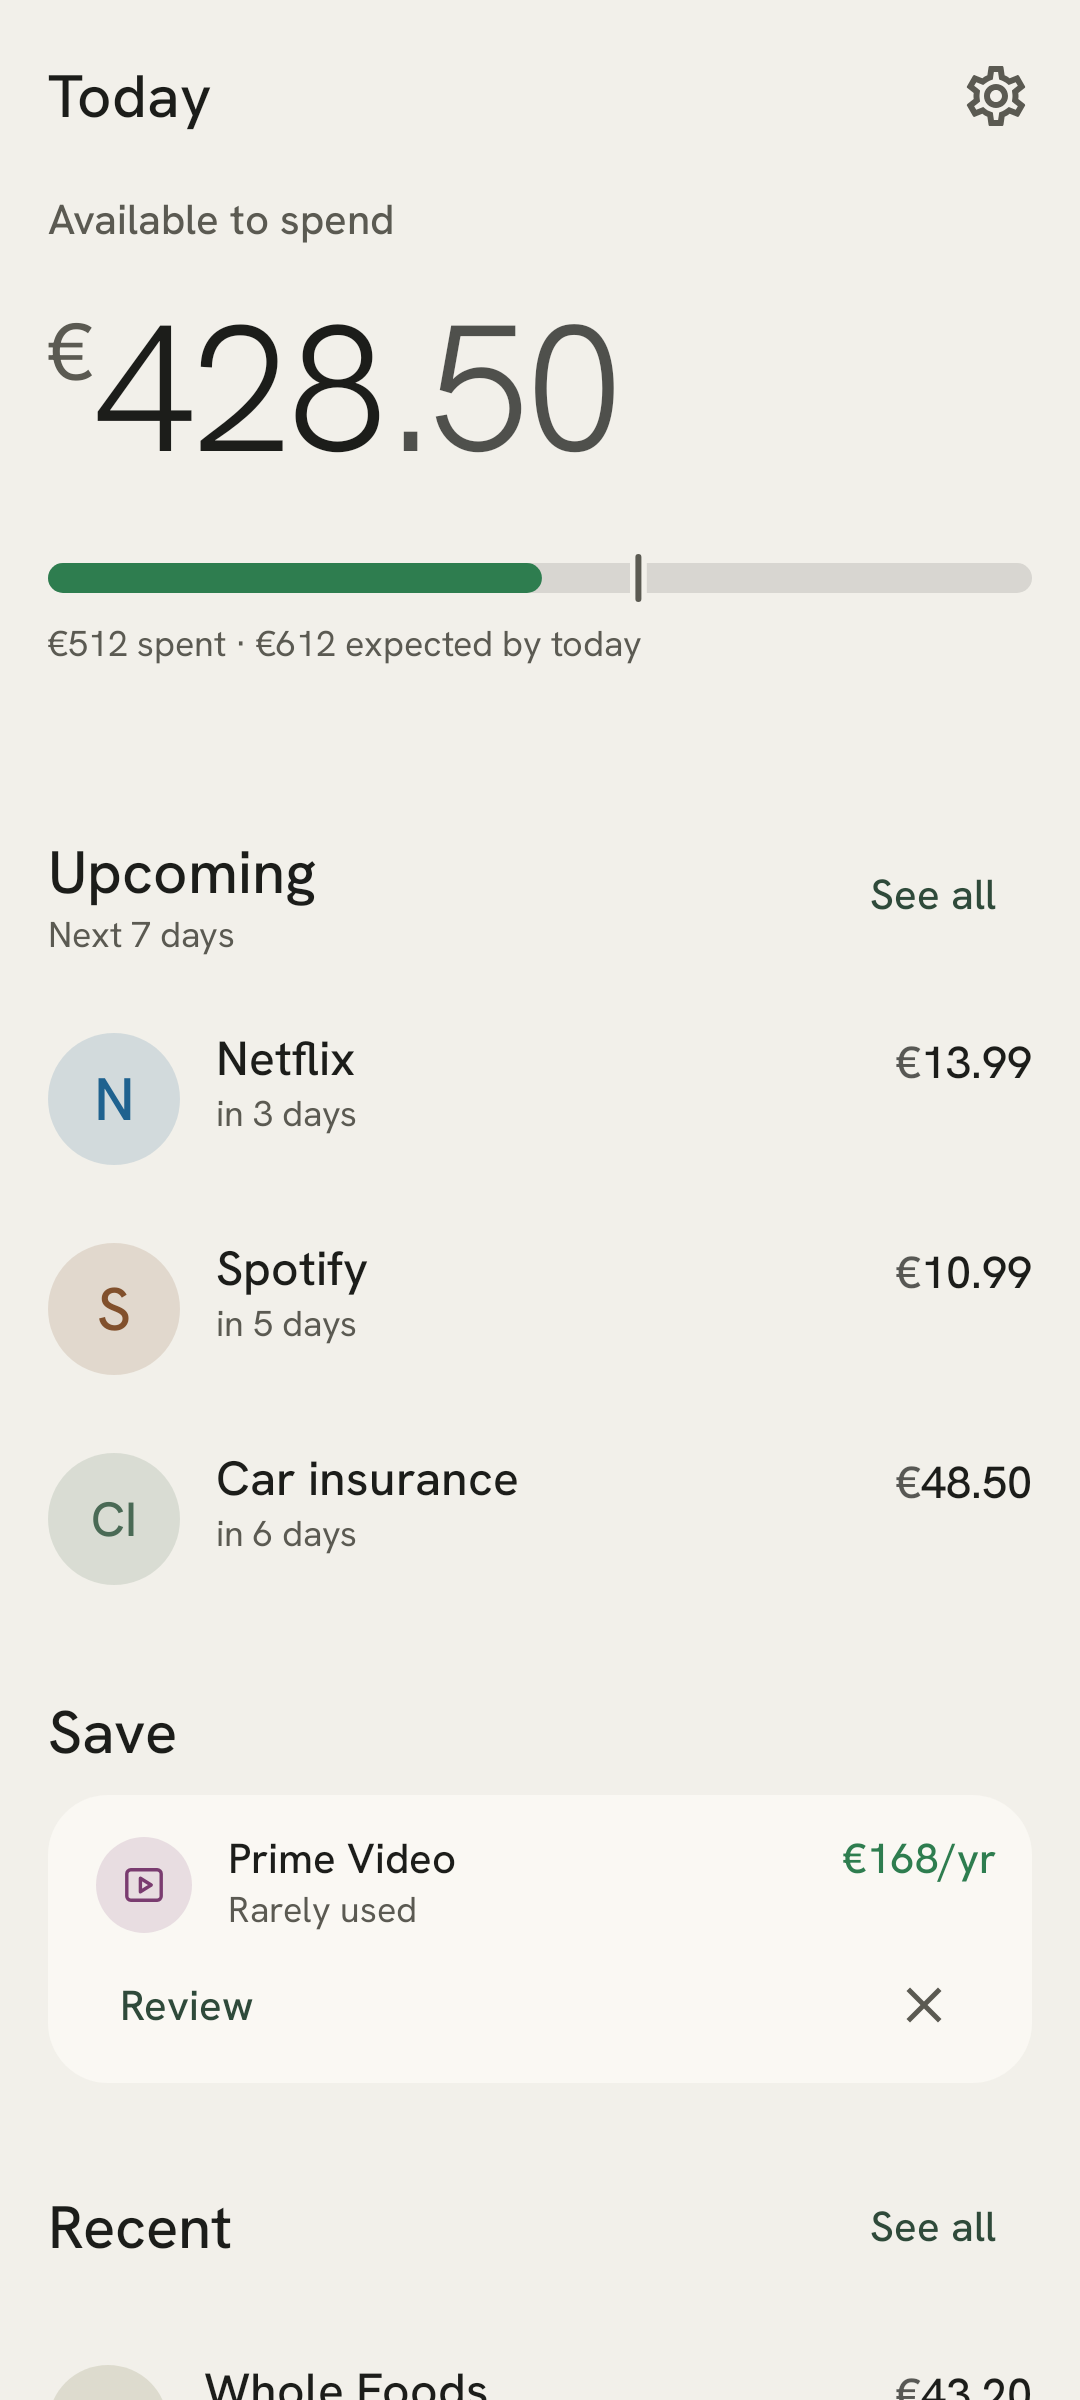 Today
Available to spend
€428.50
€512 spent · €612 expected by today
Upcoming
See all
Next 7 days
N
Netflix
€13.99
in 3 days
S
Spotify
€10.99
in 5 days
CI
Car insurance
€48.50
in 6 days
Save
Prime Video
€168/yr
Rarely used
Review
Recent
See all
Whole Foods
€43.20